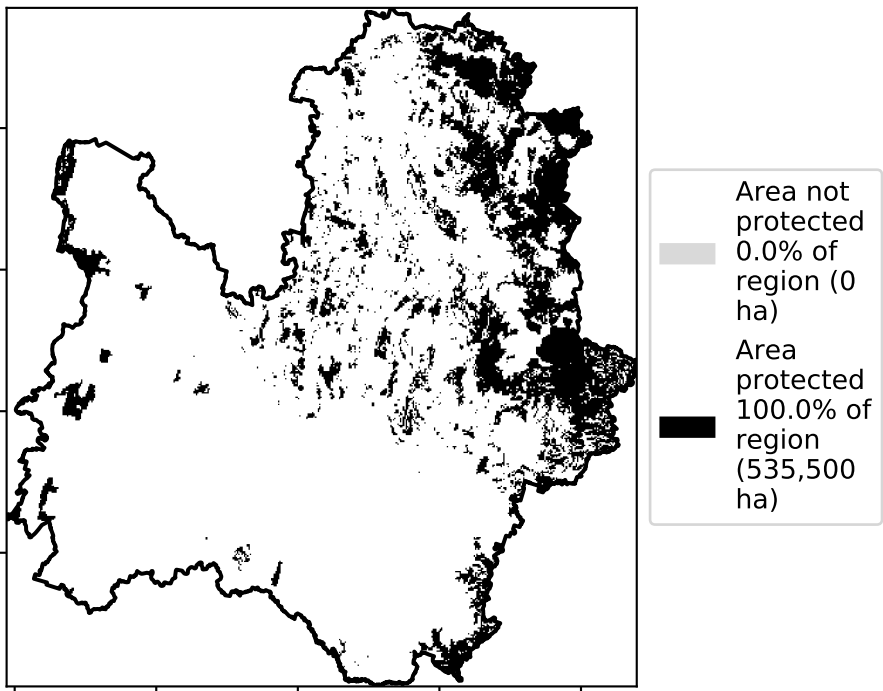 Area not
protected
0.0% of
region (0
ha)
Area
protected
100.0% of
region
(535,500
ha)